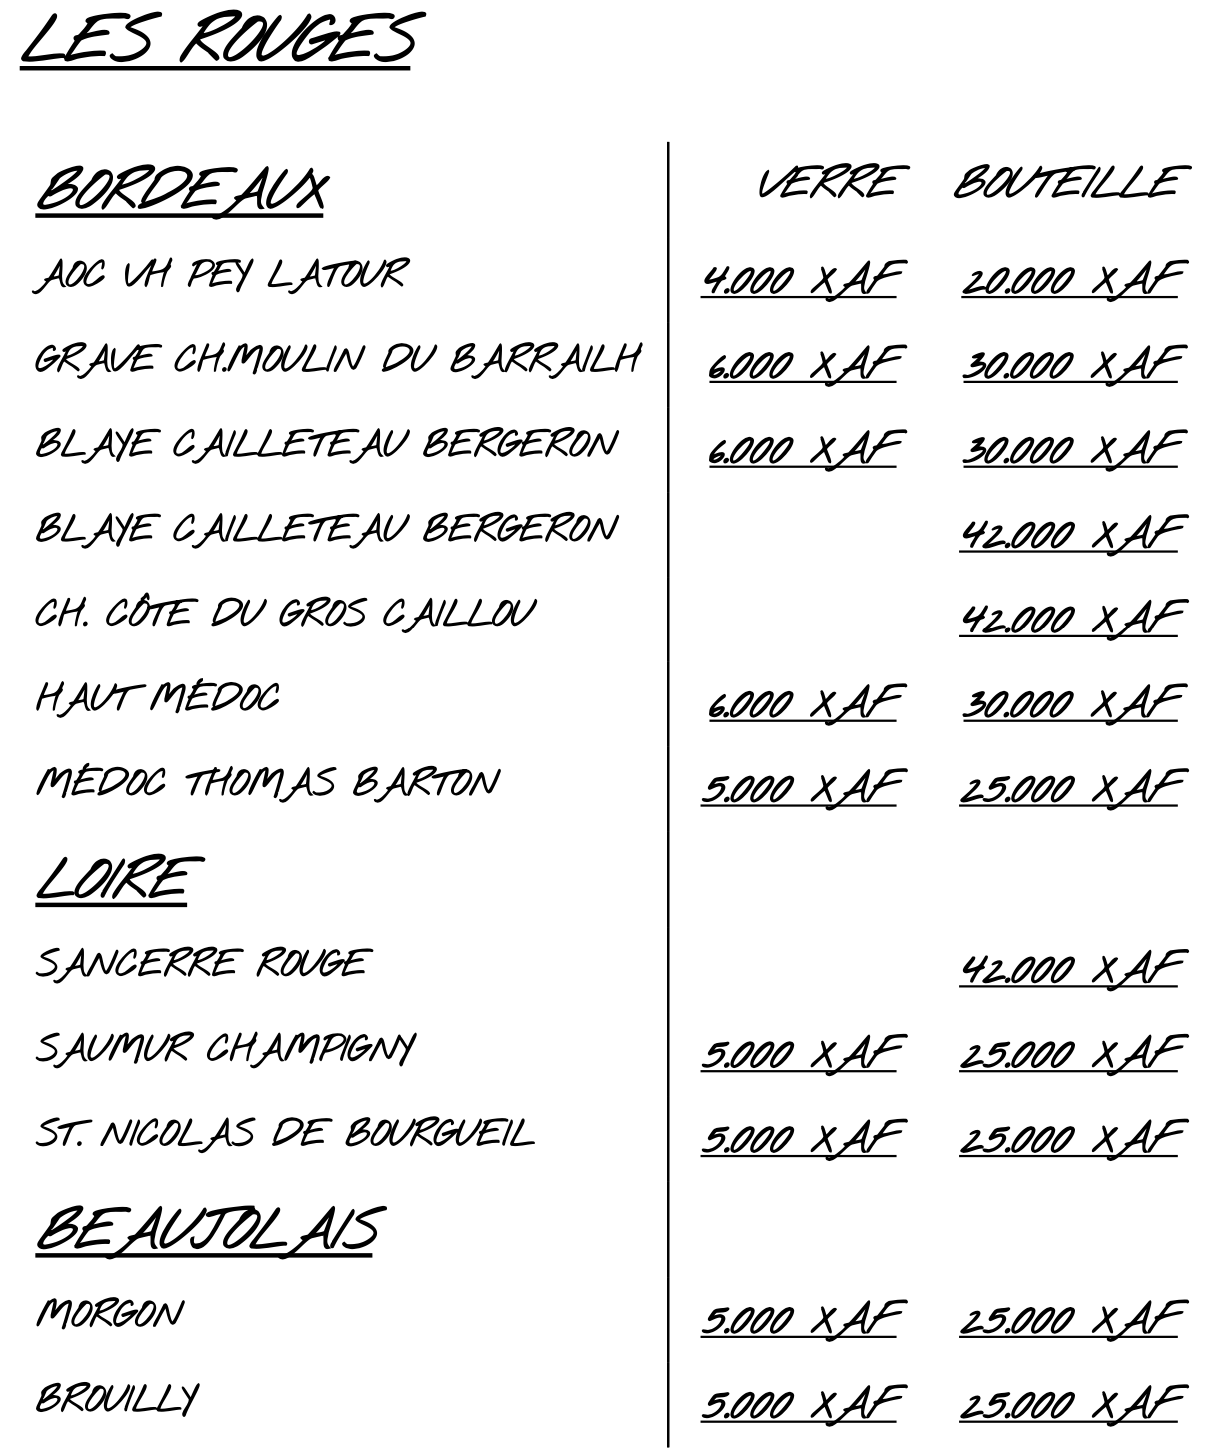 LES ROUGES
BORDEAUX VERRE BOUTEILLE
AOC VH PEY LATOUR 4.000 XAF 20.000 XAF
GRAVE CH.MOULIN DU BARRAILH 6.000 XAF 30.000 XAF
BLAYE CAILLETEAU BERGERON 6.000 XAF 30.000 XAF
BLAYE CAILLETEAU BERGERON 42.000 XAF
CH. CÔTE DU GROS CAILLOU 42.000 XAF
HAUT MÉDOC 6.000 XAF 30.000 XAF
MÉDOC THOMAS BARTON 5.000 XAF 25.000 XAF
LOIRE
SANCERRE ROUGE 42.000 XAF
SAUMUR CHAMPIGNY 5.000 XAF 25.000 XAF
ST. NICOLAS DE BOURGUEIL 5.000 XAF 25.000 XAF
BEAUJOLAIS
MORGON 5.000 XAF 25.000 XAF
BROUILLY 5.000 XAF 25.000 XAF